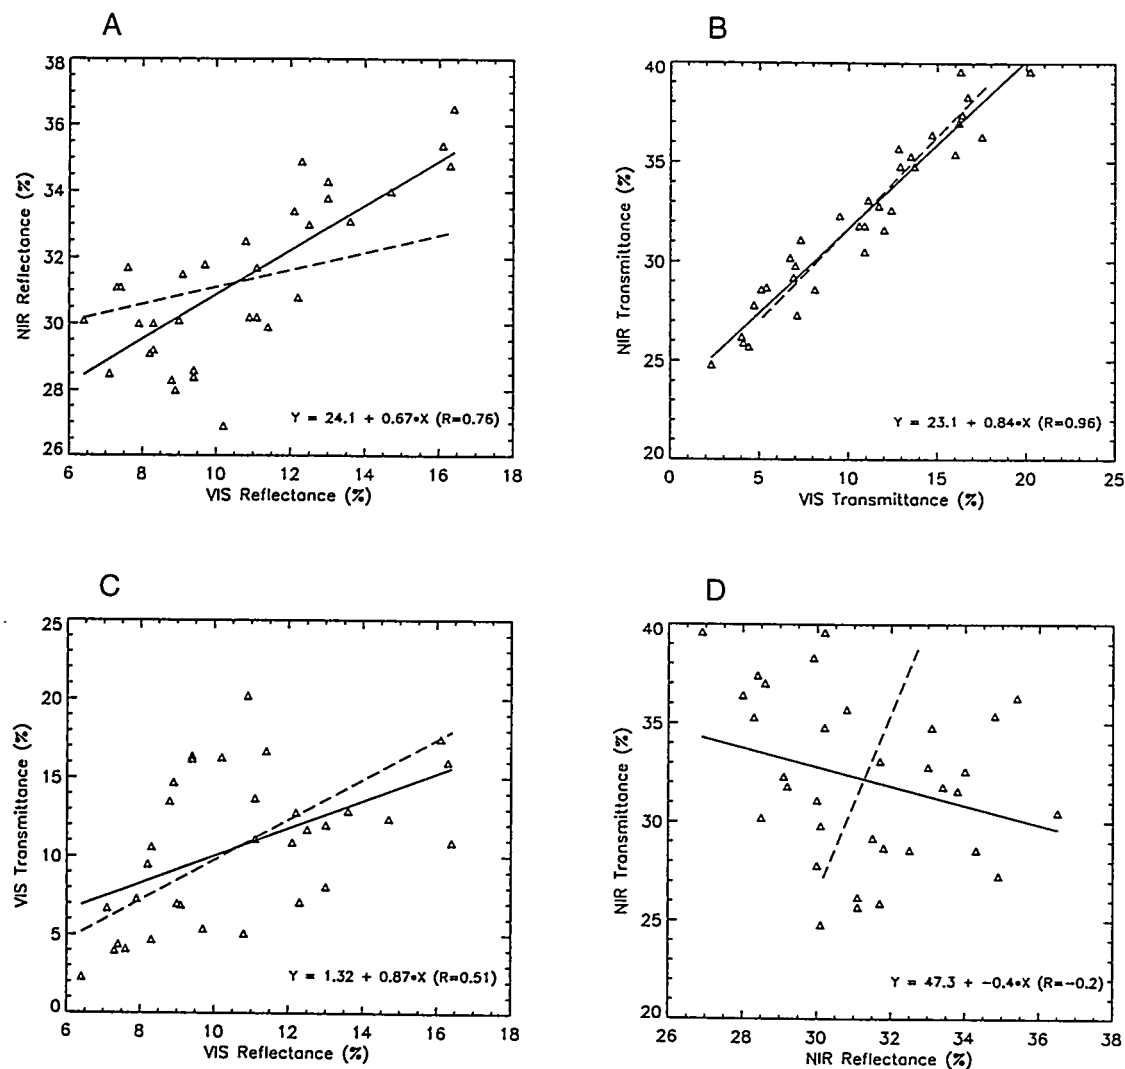 A
38
36
34
32
30
28
26
NIR Reflectance (%)
Y = 24.1 + 0.67•X (R=0.76)
6 8 10 12 14 16 18
VIS Reflectance (%)
B
40
35
30
25
20
NIR Transmittance (%)
Y = 23.1 + 0.84•X (R=0.96)
0 5 10 15 20 25
VIS Transmittance (%)
C
25
20
15
10
5
0
VIS Transmittance (%)
Y = 1.32 + 0.87•X (R=0.51)
6 8 10 12 14 16 18
VIS Reflectance (%)
D
40
35
30
25
20
NIR Transmittance (%)
Y = 47.3 + -0.4•X (R=-0.2)
26 28 30 32 34 36 38
NIR Reflectance (%)